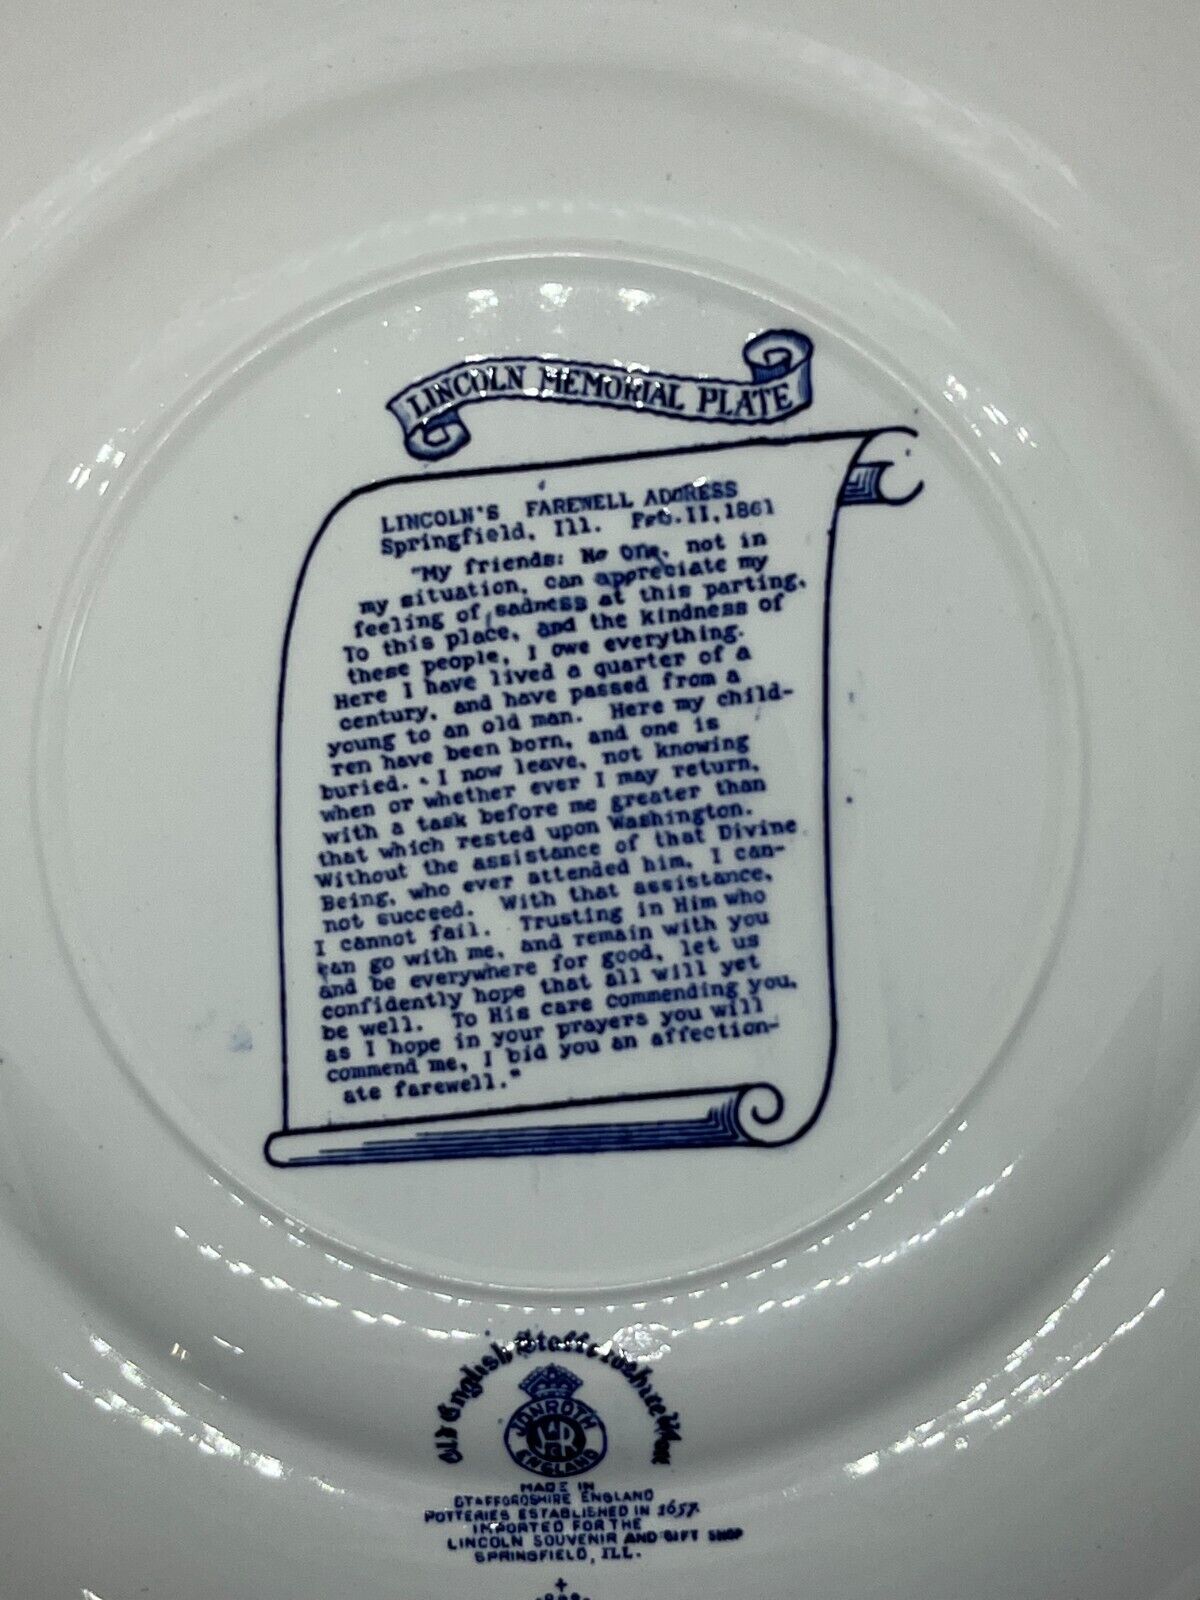 LINCOLN MEMORIAL PLATE
LINCOLN'S FAREWELL ADDRESS
Springfield, Ill. Feb. II, 1861
"My friends: No One, not in
my situation, can appreciate my
feeling of sadness at this parting.
To this place, and the kindness of
these people, I owe everything.
Here I have lived a quarter of a
century, and have passed from a
young to an old man. Here my child-
ren have been born, and one is
buried. I now leave, not knowing
when or whether ever I may return,
with a task before me greater than
that which rested upon Washington.
Without the assistance of that Divine
Being, who ever attended him, I can-
not succeed. With that assistance,
I cannot fail. Trusting in Him who
can go with me, and remain with you
and be everywhere for good, let us
confidently hope that all will yet
be well. To His care commending you,
as I hope in your prayers you will
commend me, I bid you an affection-
ate farewell."
Old English Staffordshire Ware
JONROTH
ENGLAND
MADE IN
STAFFORDSHIRE ENGLAND
POTTERIES ESTABLISHED IN 1657.
IMPORTED FOR THE
LINCOLN SOUVENIR AND GIFT SHOP
SPRINGFIELD, ILL.